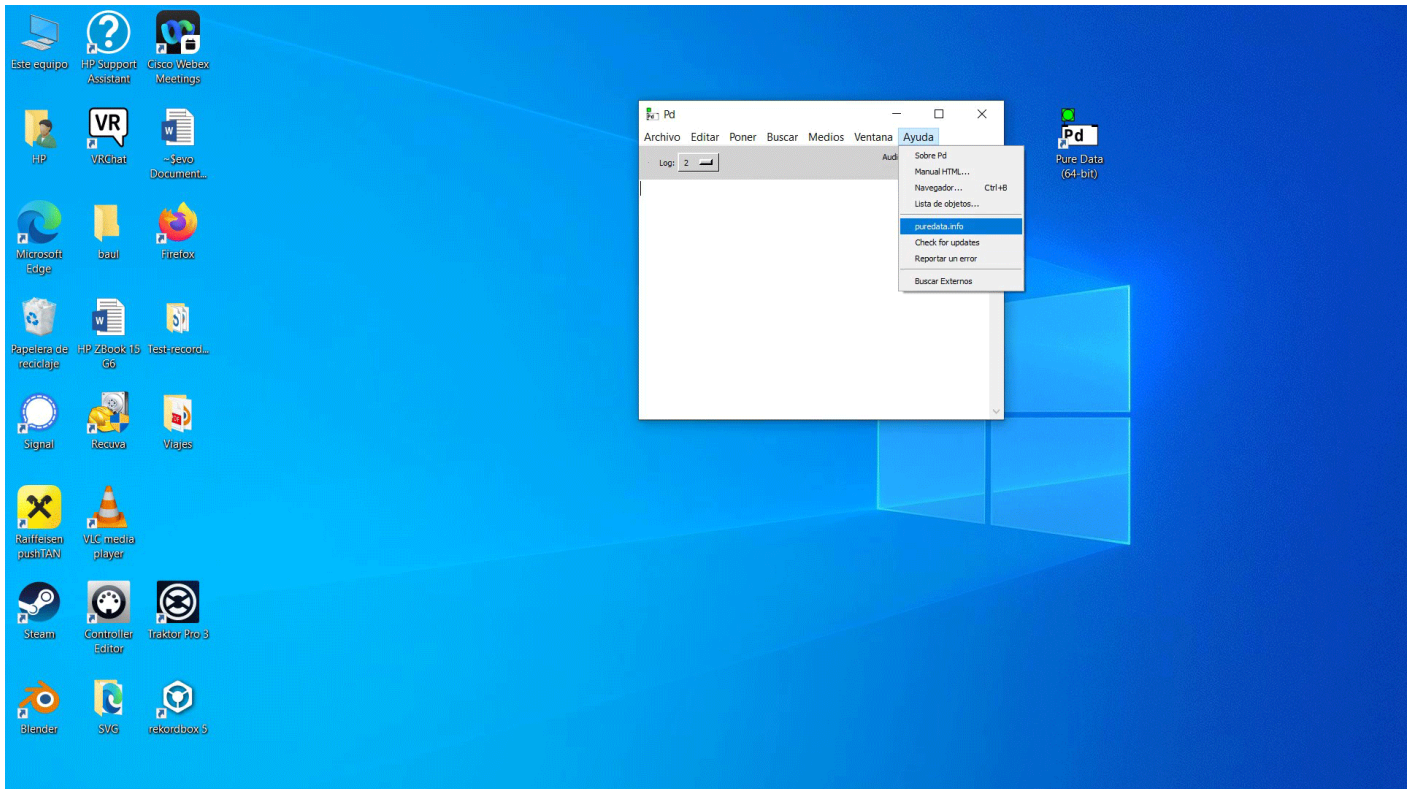 Este equipo
HP Support
Assistant
Cisco Webex
Meetings
HP
VR
VRChat
~$evo
Document...
Microsoft
Edge
baul
Firefox
Papelera de
reciclaje
HP ZBook 15
G6
Test-record...
Signal
Recuva
Viajes
Raiffeisen
pushTAN
VLC media
player
Steam
Controller
Editor
Traktor Pro 3
Blender
SVG
rekordbox 5
Pd
Archivo Editar Poner Buscar Medios Ventana Ayuda
Log: 2
Sobre Pd
Manual HTML...
Navegador... Ctrl+B
Lista de objetos...
puredata.info
Check for updates
Reportar un error
Buscar Externos
Pd
Pure Data
(64-bit)